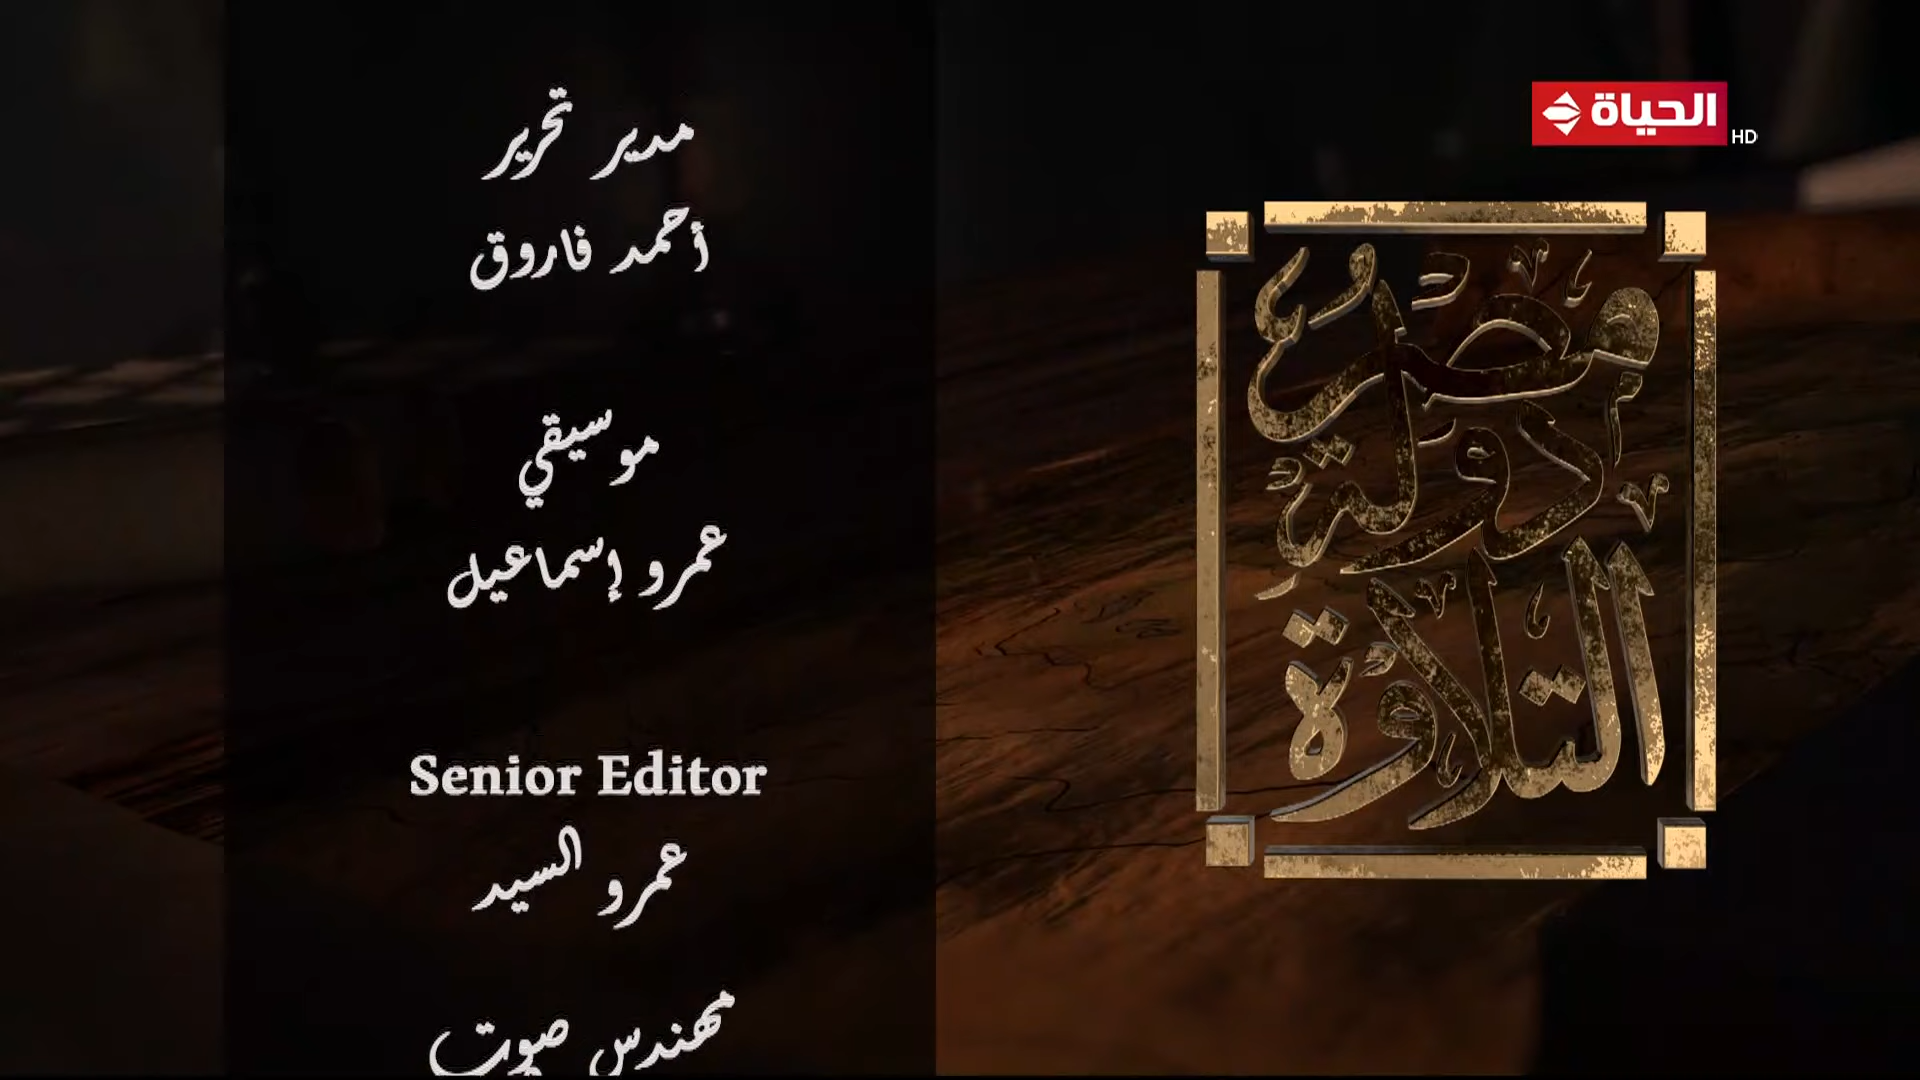 مدير تحرير
أحمد فاروق
موسيقي
عمرو إسماعيل
Senior Editor
عمرو السيد
مهندس صوت
الحياة
HD
مصر
دولة
التلاوة